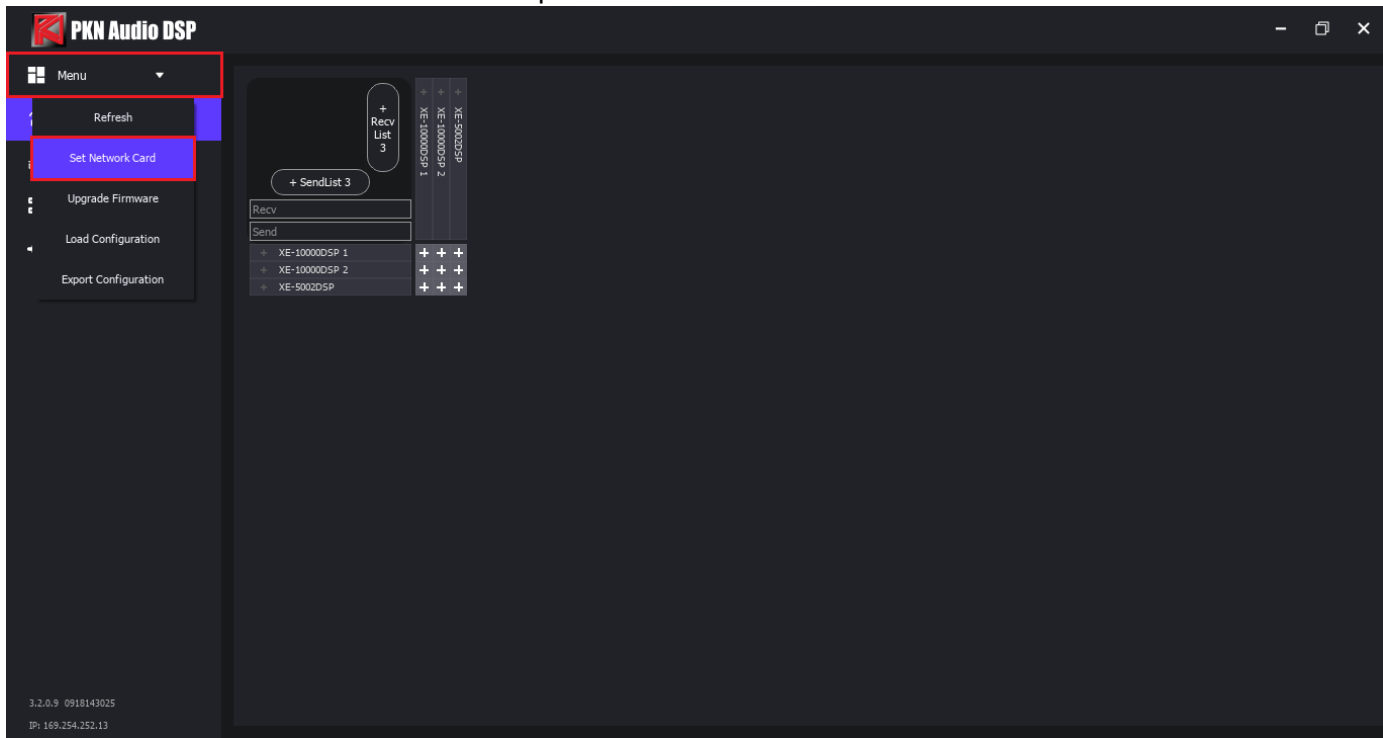 PKN Audio DSP
Menu
Refresh
Set Network Card
Upgrade Firmware
Load Configuration
Export Configuration
+
Recv
List
3
+ SendList 3
Recv
Send
+ XE-10000DSP 1
+ XE-10000DSP 2
+ XE-5002DSP
+ XE-10000DSP 1
+ XE-10000DSP 2
+ XE-5002DSP
+ + +
+ + +
+ + +
3.2.0.9 0918143025
IP: 169.254.252.13